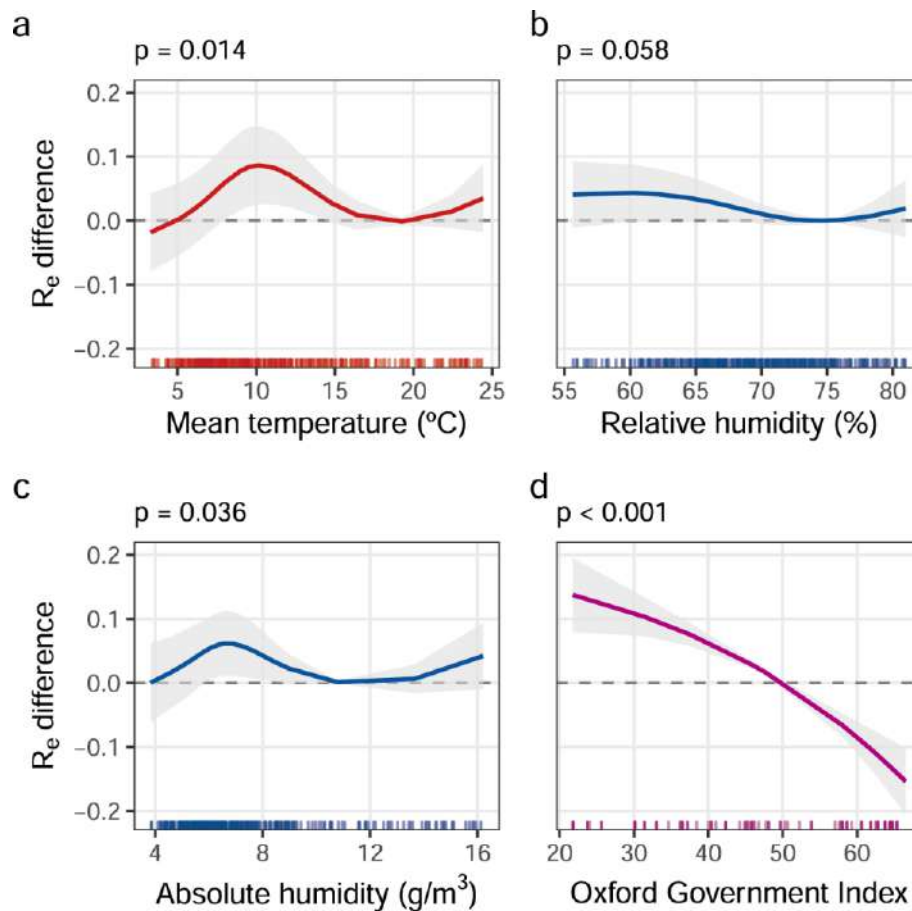 a
p = 0.014
b
p = 0.058
0.2
0.1
0.0
−0.1
−0.2
Re difference
5 10 15 20 25
Mean temperature (ºC)
55 60 65 70 75 80
Relative humidity (%)
c
p = 0.036
d
p < 0.001
0.2
0.1
0.0
−0.1
−0.2
Re difference
4 8 12 16
Absolute humidity (g/m³)
20 30 40 50 60
Oxford Government Index